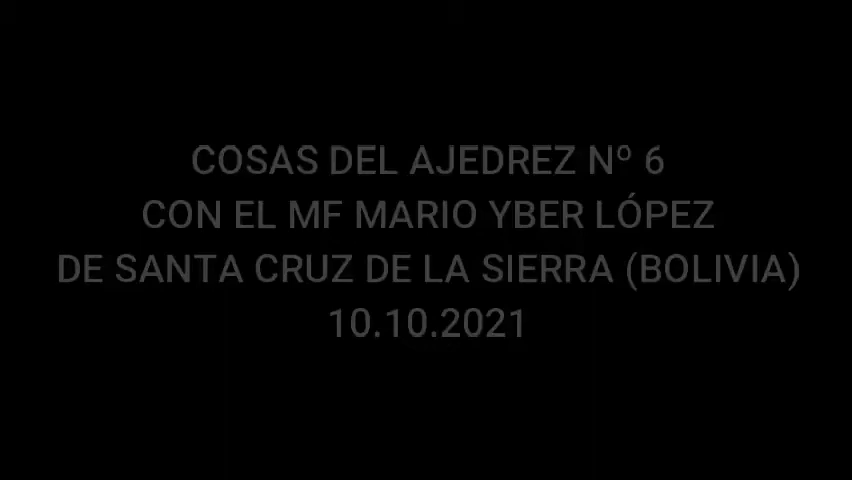 COSAS DEL AJEDREZ Nº 6
CON EL MF MARIO YBER LÓPEZ
DE SANTA CRUZ DE LA SIERRA (BOLIVIA)
10.10.2021